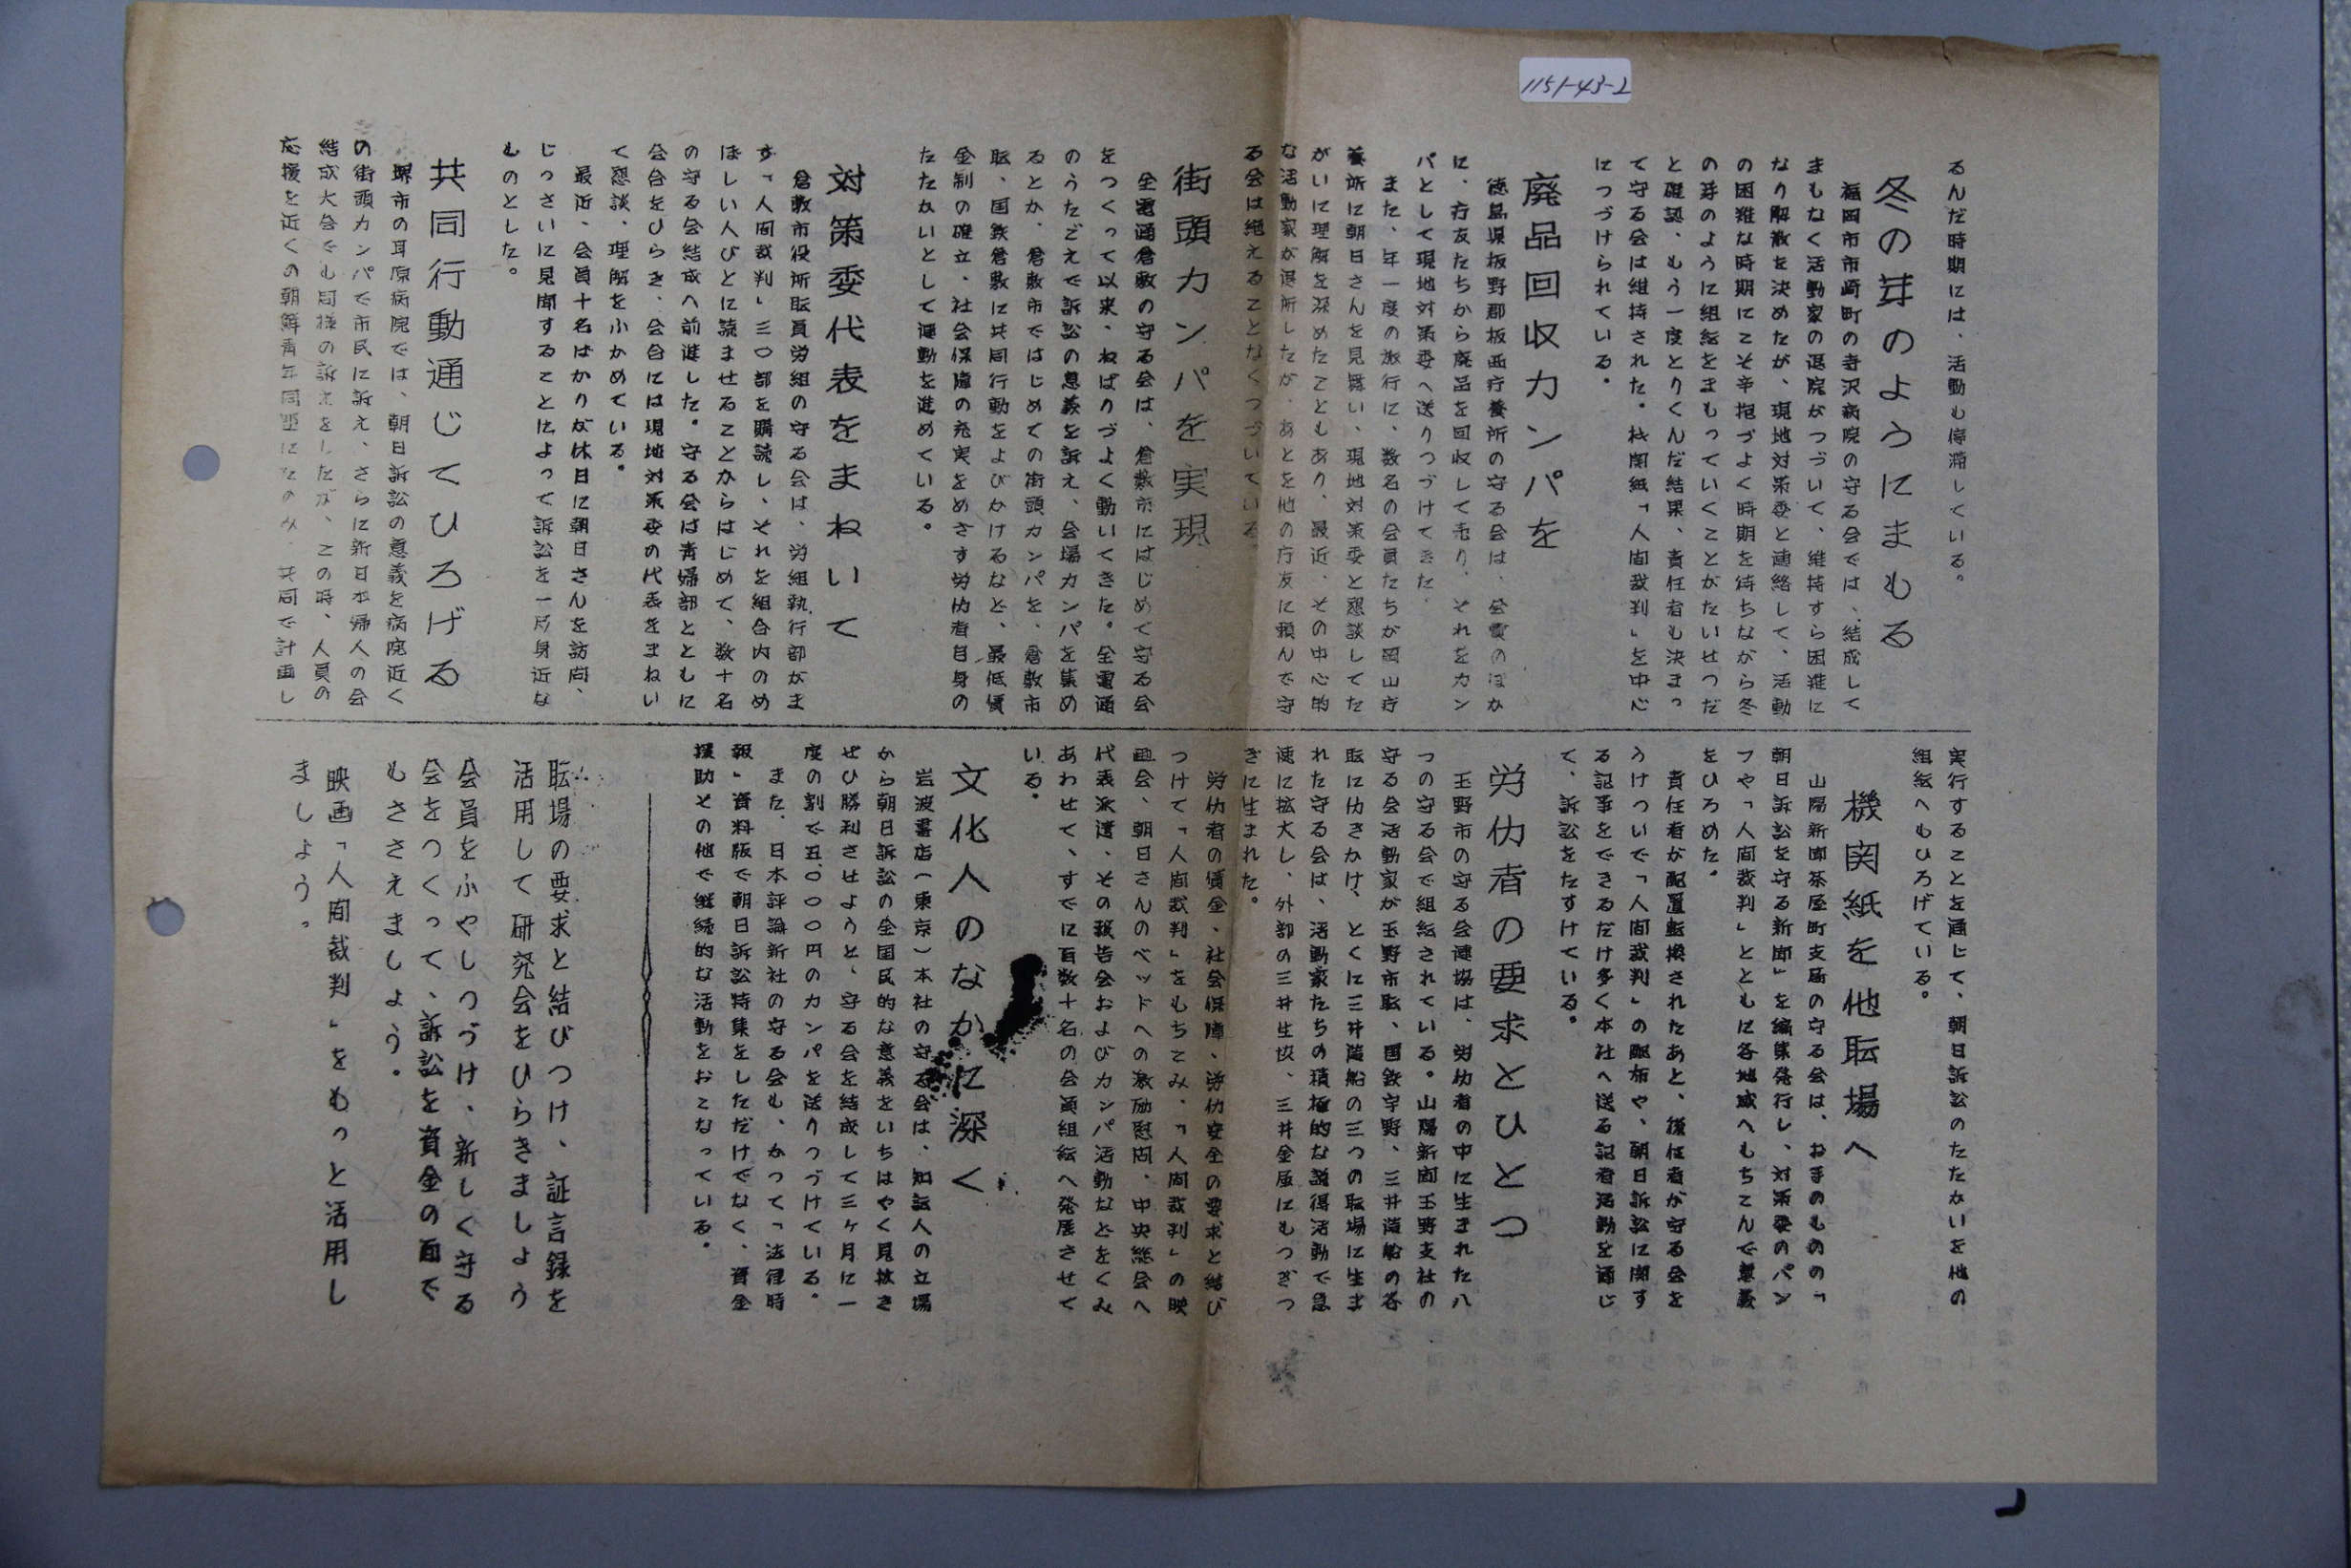 1151-43-2
るんだ時期には、活動も停滞している。
冬の芽のようにまもる
福岡市市崎町の寺沢病院の守る会では、結成して
まもなく活動家の退院がつづいて、維持すら困難に
なり解散を決めたが、現地対策委と連絡して、活動
の困難な時期にこそ辛抱づよく時期を待ちながら冬
の芽のように組絃をまもっていくことがたいせつだ
と確認、もう一度とりくんだ結果、責任者も決まっ
て守る会は維持された。机関紙「人間裁判」を中心
につづけられている。
廃品回収カンパを
徳島県板野郡板西疗養所の守る会は、会費のほか
に、疗友たちから廃品を回収して売り、それをカン
パとして現地対策委へ送りつづけてきた。
また、年一度の旅行に、数名の会員たちが岡山疗
養所に朝日さんを見舞い、現地対策委と懇談してた
がいに理解を深めたこともあり、最近、その中心的
な活動家が退所したが、あとを他の疗友に頼んで守
る会は絶えることなくつづいている。
街頭カンパを実現
全電通倉敷の守る会は、倉敷市にはじめて守る会
をつくって以来、ねばりづよく動いてきた。全電通
のうたごえで訴訟の意義を訴え、会場カンパを集め
るとか、倉敷市ではじめての街頭カンパを、倉敷市
転、国鉄倉敷に共同行動をよびかけるなど、最低賃
金制の確立、社会保障の充実をめざす労仂者自身の
たたかいとして運動を進めている。
対策委代表をまねいて
倉敷市役所転員労組の守る会は、労組執行部がま
ず「人間裁判」三〇部を購読し、それを組合内のめ
ぼしい人びとに読ませることからはじめて、数十名
の守る会結成へ前進した。守る会は青婦部とともに
会合をひらき、会合には現地対策委の代表をまねい
て懇談、理解をふかめている。
最近、会員十名ばかりが休日に朝日さんを訪問、
じっさいに見聞することによって訴訟を一層身近な
ものとした。
共同行動通じてひろげる
堺市の耳原病院では、朝日訴訟の意義を病院近く
の街頭カンパで市民に訴え、さらに新日本婦人の会
結成大会でも同様の訴えをしたが、この時、人員の
応援を近くの朝鮮青年同盟にたのみ、共同で計画し
実行することを通じて、朝日訴訟のたたかいを他の
組絃へもひろげている。
機関紙を他転場へ
山陽新聞茶屋町支局の守る会は、おまのものの「
朝日訴訟を守る新聞」を編集発行し、対策委のパン
フや「人間裁判」とともに各地域へもちこんで意義
をひろめた。
責任者が配置転換されたあと、後任者が守る会を
うけついで「人間裁判」の配布や、朝日訴訟に関す
る記事をできるだけ多く本社へ送る記者活動を通じ
て、訴訟をたすけている。
労仂者の要求とひとつ
玉野市の守る会連協は、労仂者の中に生まれた八
つの守る会で組絃されている。山陽新聞玉野支社の
守る会活動家が玉野市転、国鉄宇野、三井造船の各
転に仂きかけ、とくに三井造船の三つの転場に生ま
れた守る会は、活動家たちの積極的な説得活動で急
速に拡大し、外部の三井生协、三井金属にもつぎつ
ぎに生まれた。
労仂者の賃金、社会保障、労仂安全の要求と結び
つけて「人間裁判」をもちこみ、「人間裁判」の映
画会、朝日さんのベッドへの激励慰問、中央総会へ
代表派遣、その報告会およびカンパ活動などをくみ
あわせて、すでに百数十名の会員組絃へ発展させて
いる。
文化人のなかに深く
岩波書店（東京）本社の守る会は、知識人の立場
から朝日訴訟の全国民的な意義をいちはやく見抜き
ぜひ勝利させようと、守る会を結成して三ヶ月に一
度の割で五、〇〇〇円のカンパを送りつづけている。
また、日本評論新社の守る会も、かつて「法律時
報」資料版で朝日訴訟特集をしただけでなく、資金
援助その他で継続的な活動をおこなっている。
転場の要求と結びつけ、証言録を
活用して研究会をひらきましょう
会員をふやしつづけ、新しく守る
会をつくって、訴訟を資金の面で
もささえましょう。
映画「人間裁判」をもっと活用し
ましょう。